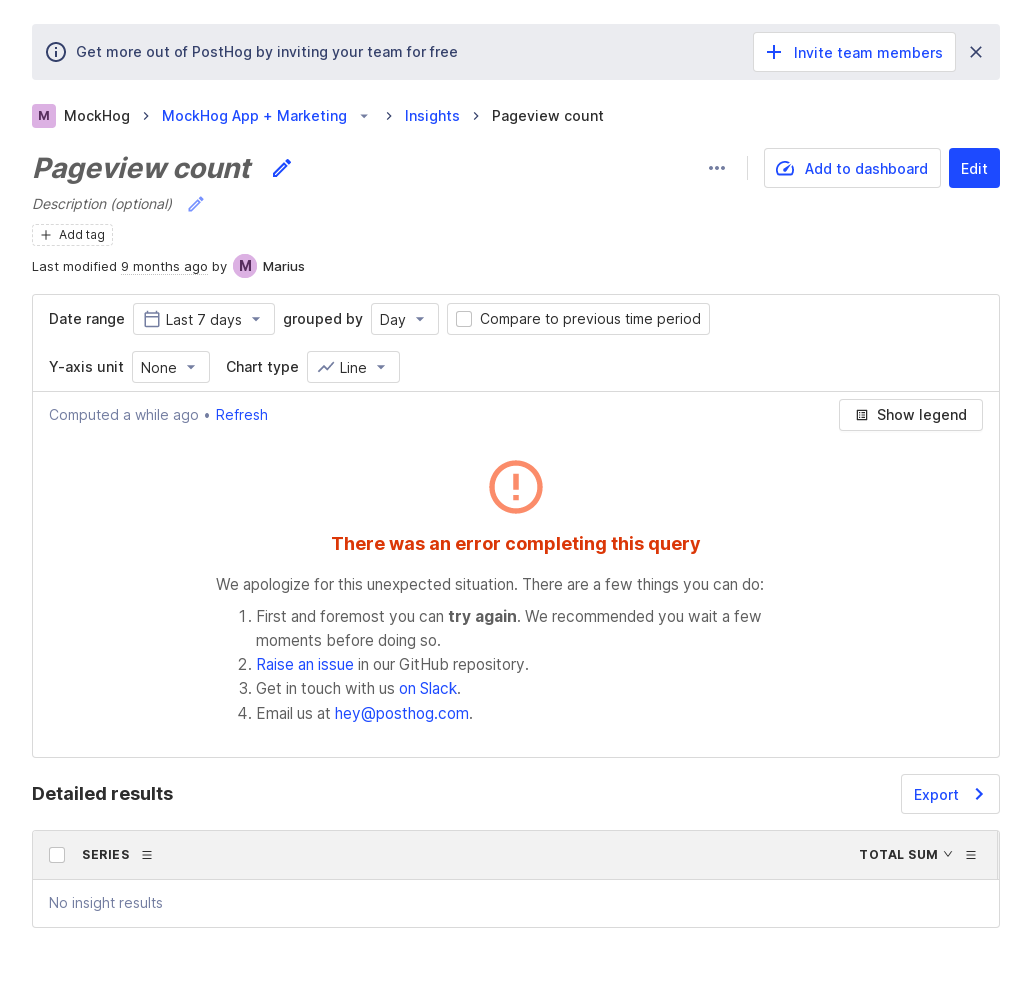 Get more out of PostHog by inviting your team for free
Invite team members
M MockHog MockHog App + Marketing Insights Pageview count
Pageview count
Add to dashboard
Edit
Description (optional)
Add tag
Last modified 9 months ago by M Marius
Date range Last 7 days grouped by Day Compare to previous time period
Y-axis unit None Chart type Line
Computed a while ago • Refresh
Show legend
There was an error completing this query
We apologize for this unexpected situation. There are a few things you can do:
1. First and foremost you can try again. We recommended you wait a few
moments before doing so.
2. Raise an issue in our GitHub repository.
3. Get in touch with us on Slack.
4. Email us at hey@posthog.com.
Detailed results
Export
SERIES TOTAL SUM
No insight results